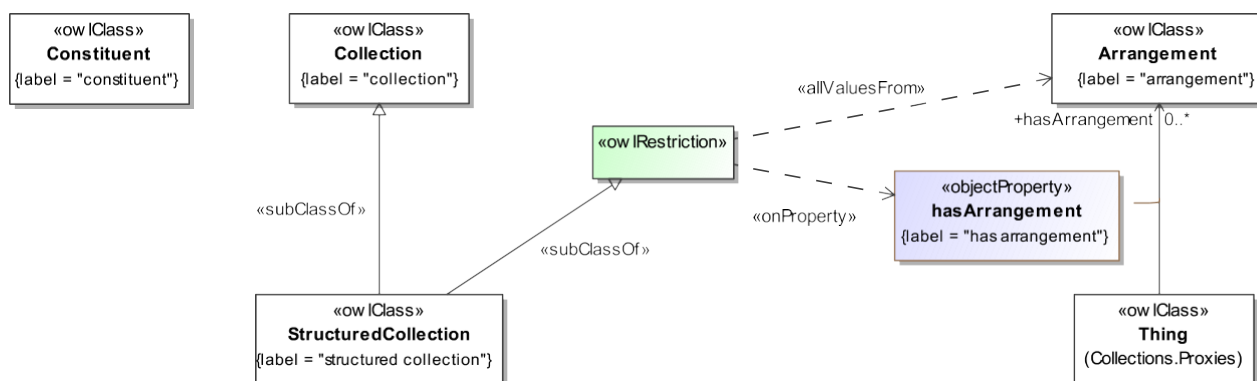 «owlClass»
Constituent
{label = "constituent"}
«owlClass»
Collection
{label = "collection"}
«owlClass»
Arrangement
{label = "arrangement"}
«allValuesFrom»
+hasArrangement 0..*
«owlRestriction»
«objectProperty»
hasArrangement
{label = "has arrangement"}
«onProperty»
«subClassOf»
«subClassOf»
«owlClass»
StructuredCollection
{label = "structured collection"}
«owlClass»
Thing
(Collections.Proxies)